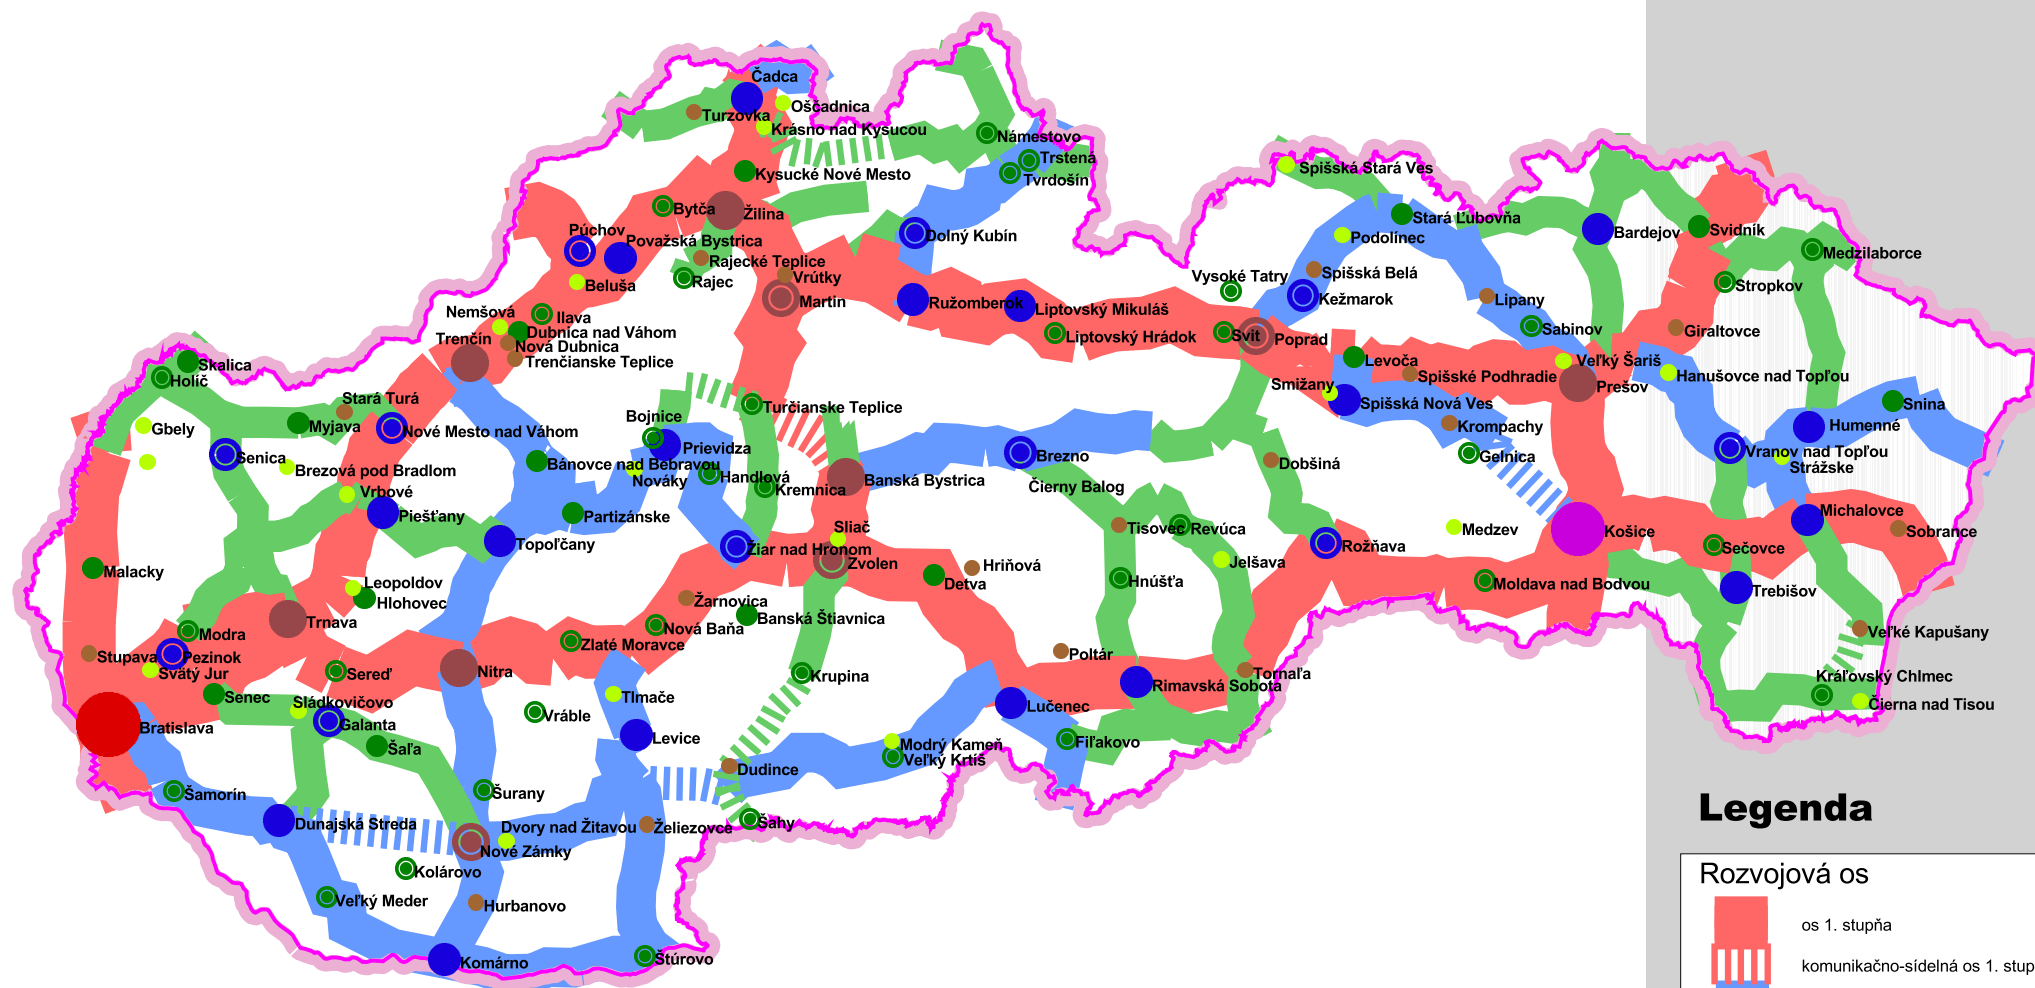 Čadca
Oščadnica
Turzovka
Krásno nad Kysucou
Námestovo
Trstená
Tvrdošín
Kysucké Nové Mesto
Spišská Stará Ves
Bytča
Žilina
Stará Ľubovňa
Púchov
Považská Bystrica
Dolný Kubín
Podolínec
Bardejov
Svidník
Medzilaborce
Rajecké Teplice
Vrútky
Rajec
Beluša
Martin
Vysoké Tatry
Spišská Belá
Kežmarok
Lipany
Stropkov
Ružomberok
Liptovský Mikuláš
Nemšová
Ilava
Dubnica nad Váhom
Nová Dubnica
Trenčín
Trenčianske Teplice
Liptovský Hrádok
Svit
Poprad
Sabinov
Giraltovce
Skalica
Holíč
Levoča
Veľký Šariš
Spišské Podhradie
Prešov
Hanušovce nad Topľou
Smižany
Spišská Nová Ves
Snina
Stará Turá
Turčianske Teplice
Bojnice
Gbely
Myjava
Nové Mesto nad Váhom
Krompachy
Humenné
Senica
Prievidza
Brezno
Vranov nad Topľou
Brezová pod Bradlom
Bánovce nad Bebravou
Nováky
Handlová
Banská Bystrica
Dobšiná
Gelnica
Strážske
Vrbové
Kremnica
Čierny Balog
Piešťany
Partizánske
Sliač
Tisovec
Revúca
Medzev
Košice
Michalovce
Sobrance
Topoľčany
Žiar nad Hronom
Zvolen
Rožňava
Sečovce
Malacky
Leopoldov
Hlohovec
Hriňová
Detva
Jelšava
Hnúšťa
Moldava nad Bodvou
Trebišov
Trnava
Žarnovica
Banská Štiavnica
Modra
Nová Baňa
Zlaté Moravce
Veľké Kapušany
Stupava
Pezinok
Svätý Jur
Sereď
Nitra
Krupina
Poltár
Rimavská Sobota
Tornaľa
Kráľovský Chlmec
Čierna nad Tisou
Senec
Sládkovičovo
Tlmače
Lučenec
Bratislava
Galanta
Vráble
Šaľa
Levice
Modrý Kameň
Veľký Krtíš
Fiľakovo
Dudince
Šamorín
Šurany
Dunajská Streda
Dvory nad Žitavou
Želiezovce
Šahy
Nové Zámky
Kolárovo
Veľký Meder
Hurbanovo
Komárno
Štúrovo
Legenda
Rozvojová os
os 1. stupňa
komunikačno-sídelná os 1. stup